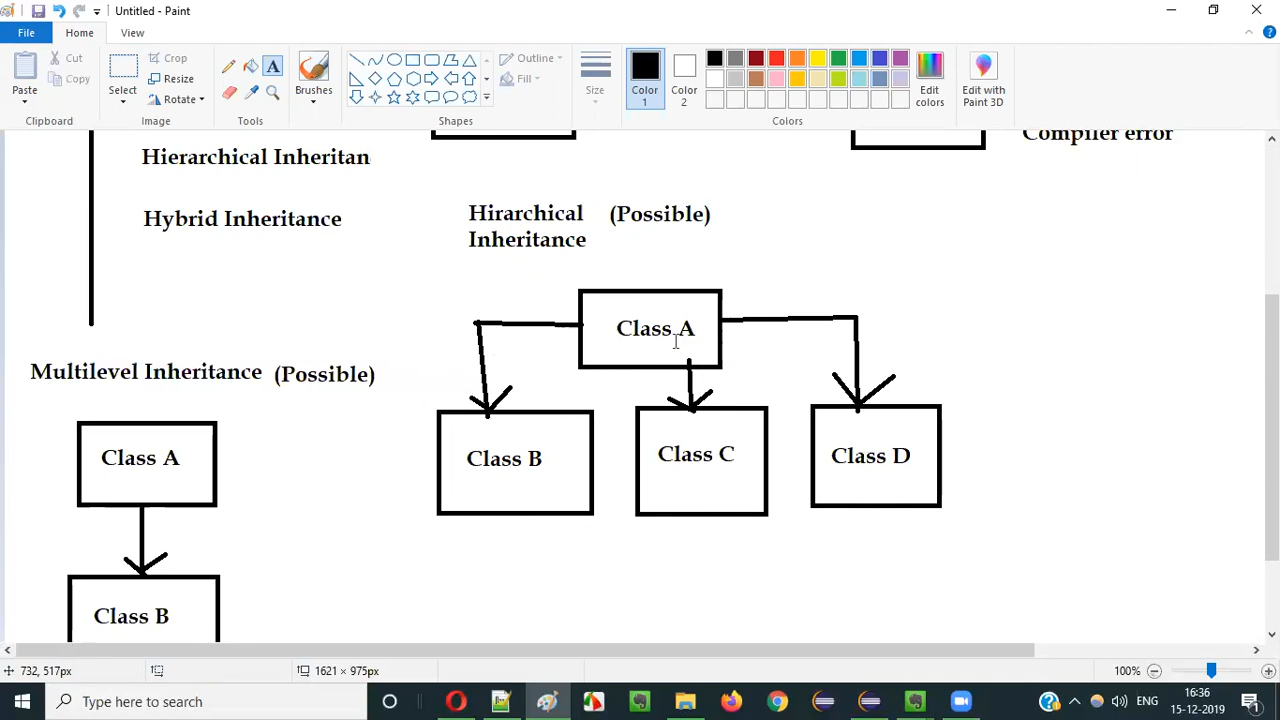 Untitled - Paint
File
Home
View
Paste
Cut
Copy
Clipboard
Select
Crop
Resize
Rotate
Image
Tools
Brushes
Shapes
Outline
Fill
Size
Color 1
Color 2
Colors
Edit colors
Edit with Paint 3D
Compiler error
Hierarchical Inheritan
Hybrid Inheritance
Hirarchical (Possible)
Inheritance
Class A
Multilevel Inheritance (Possible)
Class A
Class B
Class C
Class D
Class B
732, 517px
1621 × 975px
100%
Type here to search
ENG
16:36
15-12-2019
1